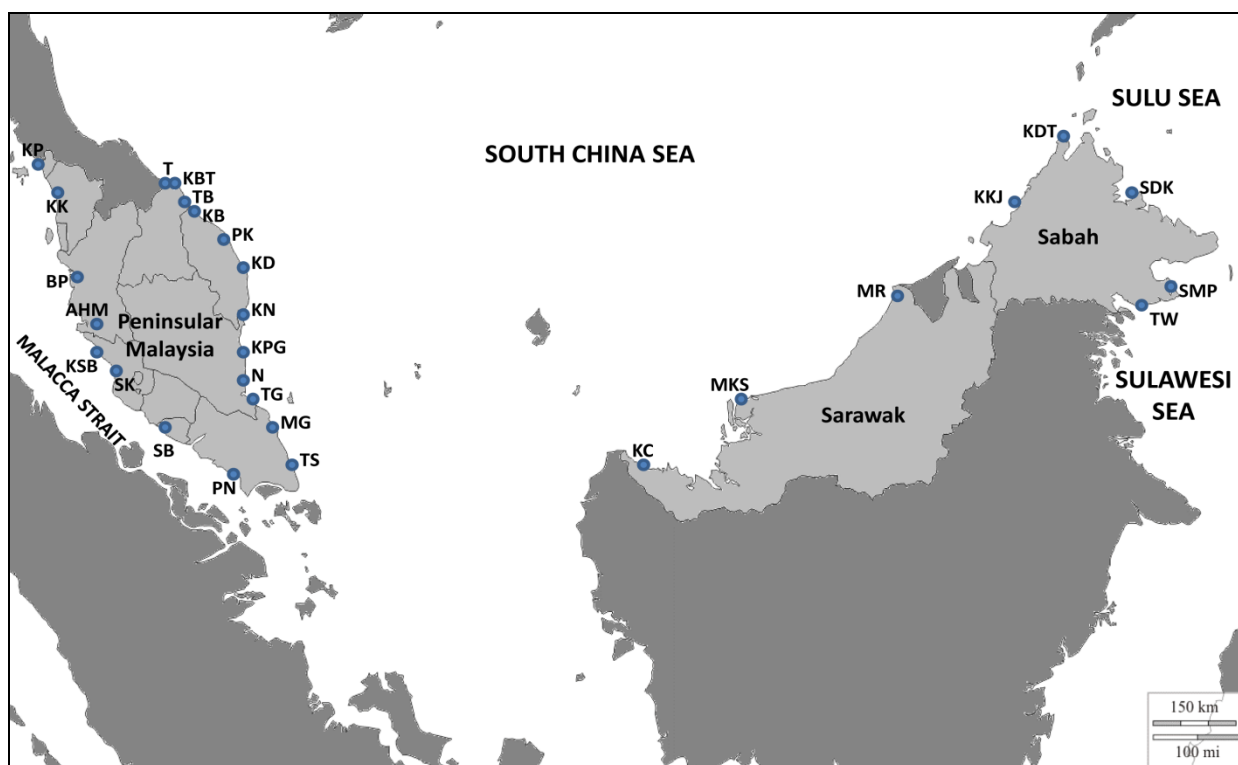 SULU SEA
KDT
SOUTH CHINA SEA
KP
T
KBT
KK
TB
KB
SDK
KKJ
PK
Sabah
KD
BP
SMP
MR
KN
TW
AHM
Peninsular
Malaysia
KPG
KSB
MALACCA STRAIT
SK
N
MKS
SULAWESI
SEA
TG
Sarawak
MG
SB
KC
TS
PN
150 km
100 mi